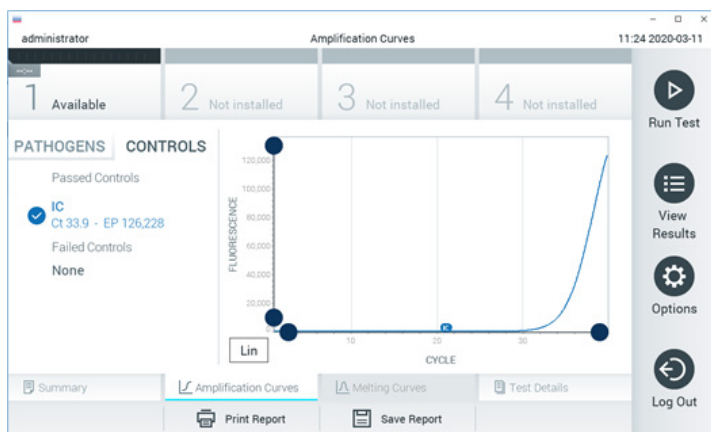 administrator
Amplification Curves
11:24 2020-03-11
1 Available
2 Not installed
3 Not installed
4 Not installed
Run Test
View
Results
Options
Log Out
PATHOGENS CONTROLS
Passed Controls
IC
Ct 33.9 - EP 126,228
Failed Controls
None
FLUORESCENCE
120,000
100,000
80,000
60,000
40,000
20,000
IC
10
20
30
CYCLE
Lin
Summary
Amplification Curves
Melting Curves
Test Details
Print Report
Save Report